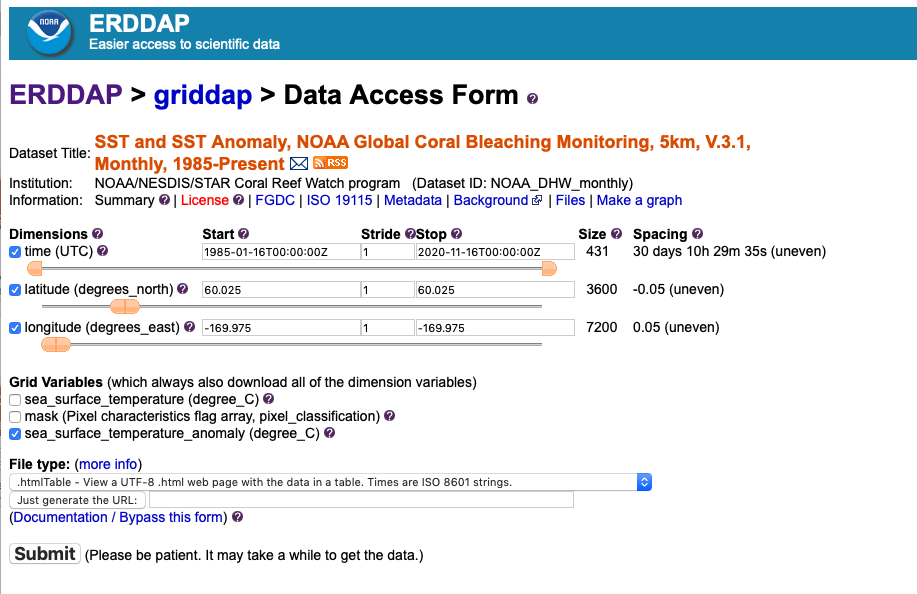 NOAA
ERDDAP
Easier access to scientific data
ERDDAP > griddap > Data Access Form ?
Dataset Title: SST and SST Anomaly, NOAA Global Coral Bleaching Monitoring, 5km, V.3.1,
Monthly, 1985-Present RSS
Institution: NOAA/NESDIS/STAR Coral Reef Watch program (Dataset ID: NOAA_DHW_monthly)
Information: Summary ? | License ? | FGDC | ISO 19115 | Metadata | Background | Files | Make a graph
Dimensions ? Start ? Stride ? Stop ? Size ? Spacing ?
time (UTC) ? 1985-01-16T00:00:00Z 1 2020-11-16T00:00:00Z 431 30 days 10h 29m 35s (uneven)
latitude (degrees_north) ? 60.025 1 60.025 3600 -0.05 (uneven)
longitude (degrees_east) ? -169.975 1 -169.975 7200 0.05 (uneven)
Grid Variables (which always also download all of the dimension variables)
sea_surface_temperature (degree_C) ?
mask (Pixel characteristics flag array, pixel_classification) ?
sea_surface_temperature_anomaly (degree_C) ?
File type: (more info)
.htmlTable - View a UTF-8 .html web page with the data in a table. Times are ISO 8601 strings.
Just generate the URL:
(Documentation / Bypass this form) ?
Submit (Please be patient. It may take a while to get the data.)